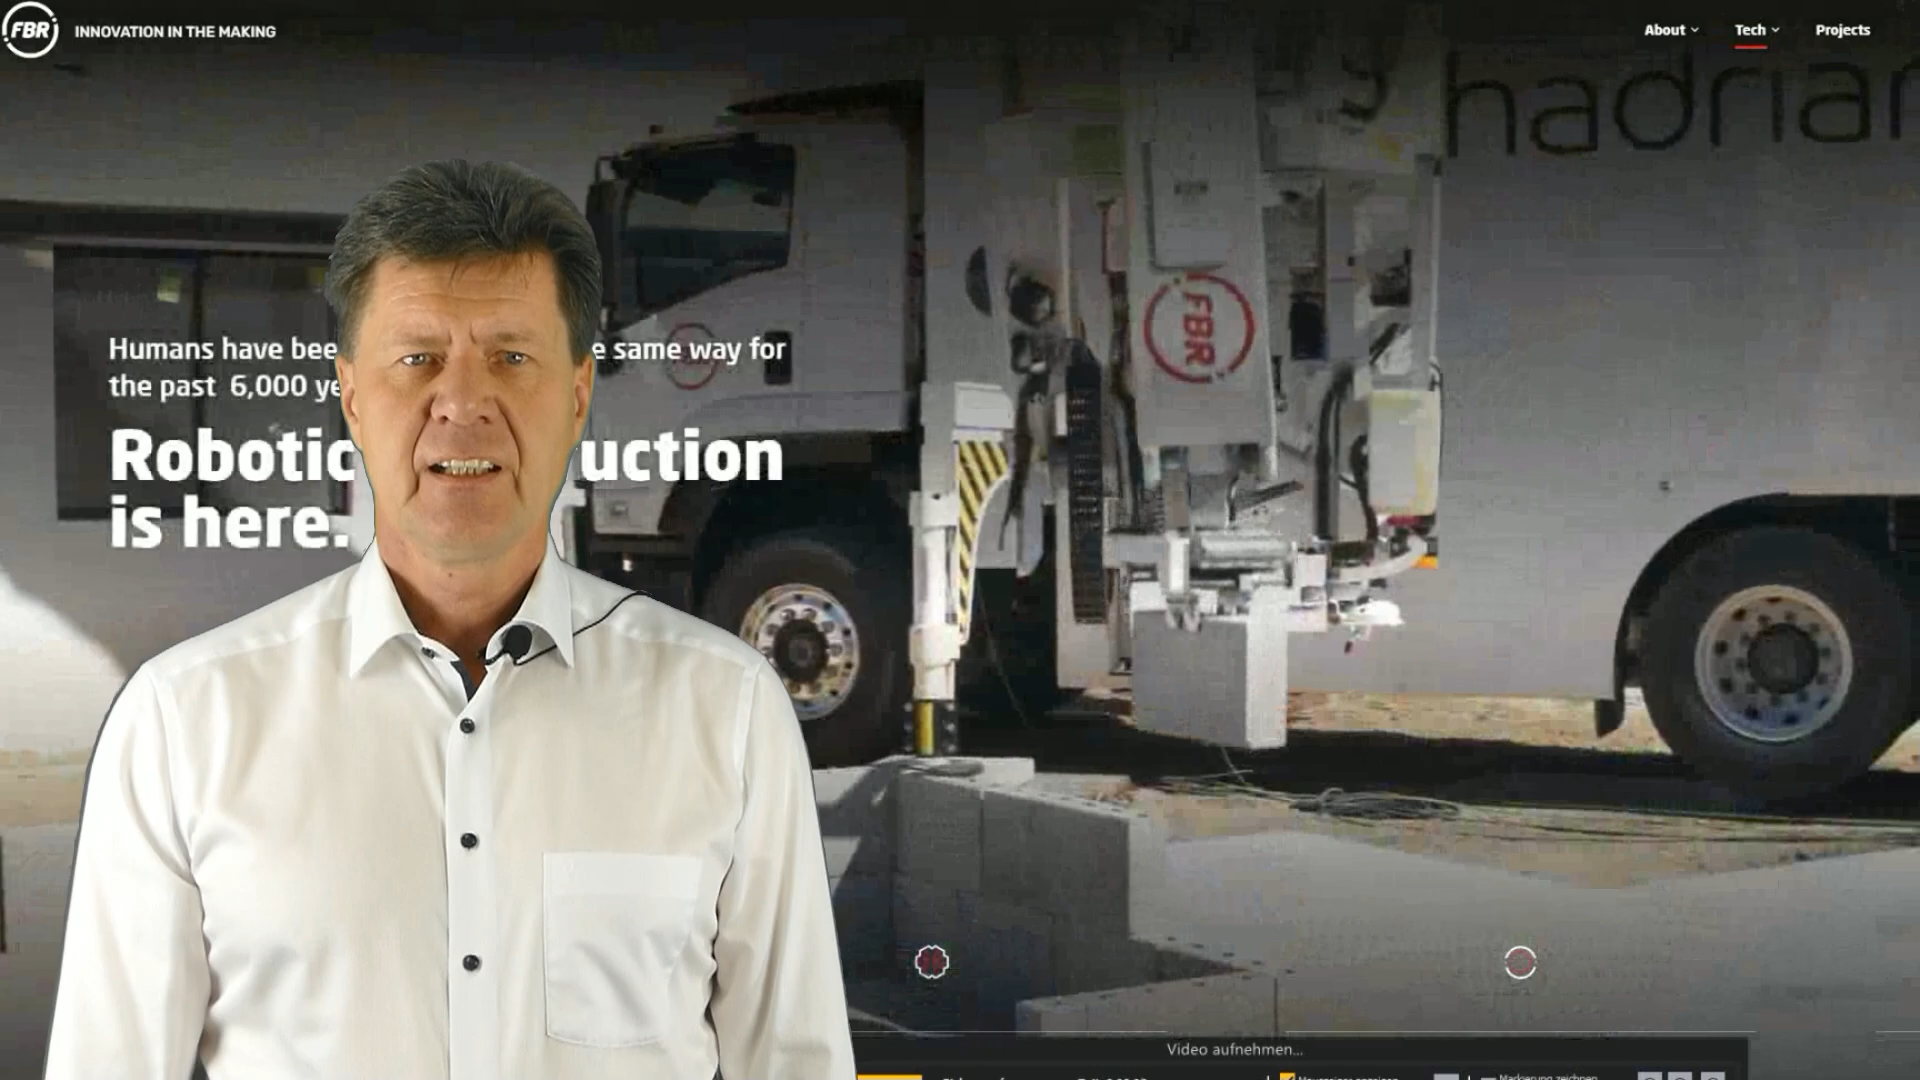 FBR INNOVATION IN THE MAKING
About Tech Projects
hadrian
FBR
Humans have bee e same way for
the past 6,000 ye
Robotic uction
is here.
Video aufnehmen...